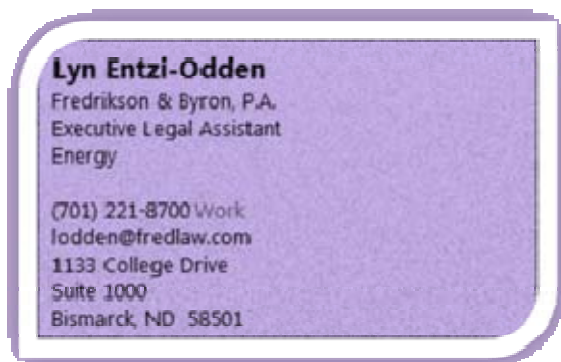 Lyn Entzi-Odden
Fredrikson & Byron, P.A.
Executive Legal Assistant
Energy
(701) 221-8700 Work
lodden@fredlaw.com
1133 College Drive
Suite 1000
Bismarck, ND 58501